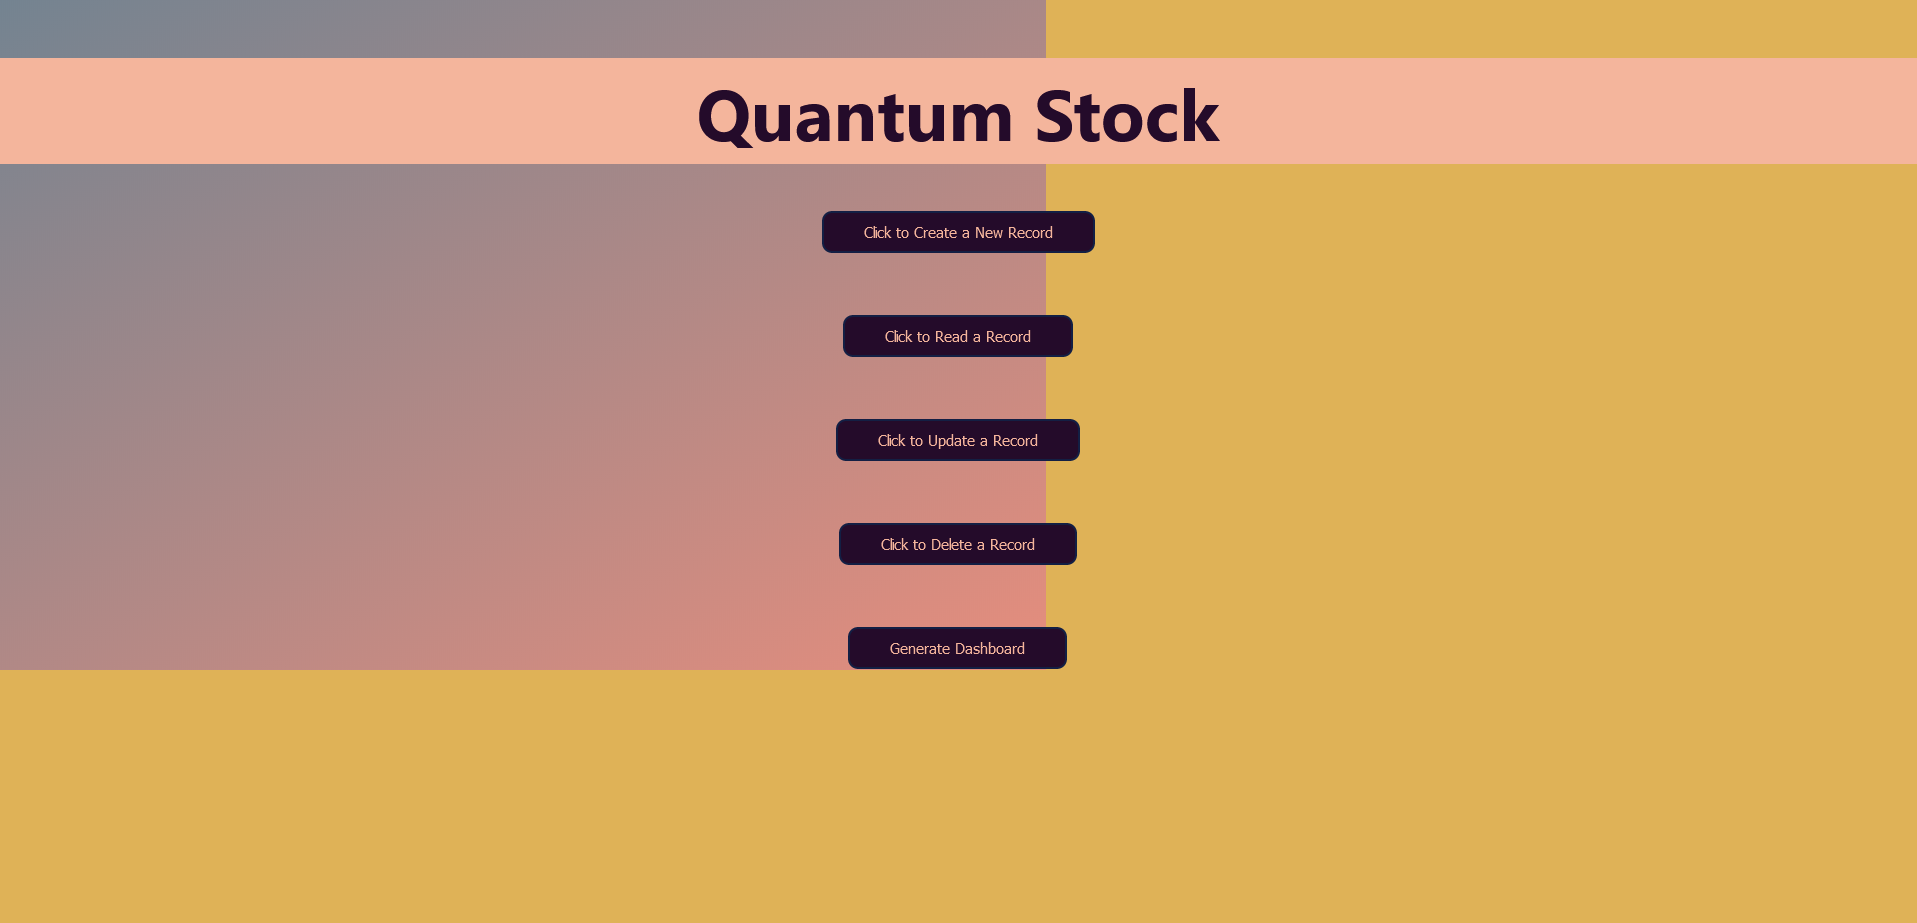 Quantum Stock
Click to Create a New Record
Click to Read a Record
Click to Update a Record
Click to Delete a Record
Generate Dashboard